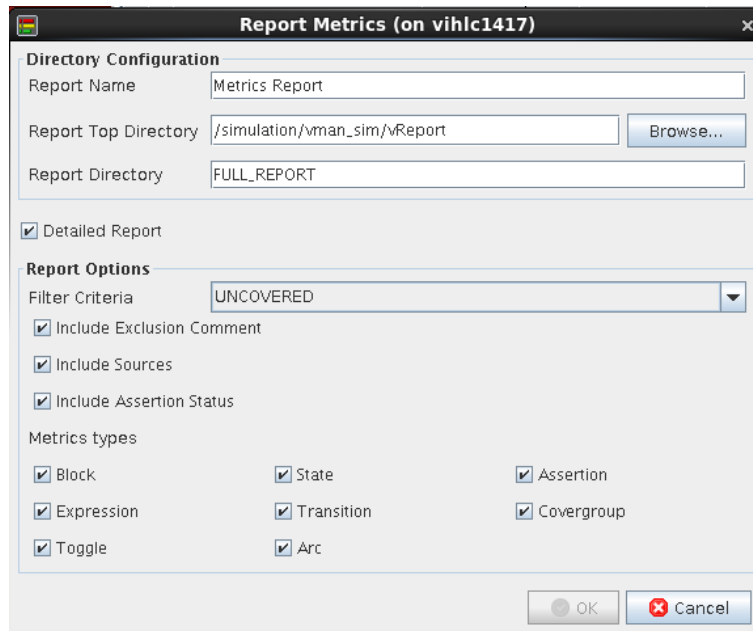 Report Metrics (on vihlc1417)
Directory Configuration
Report Name Metrics Report
Report Top Directory /simulation/vman_sim/vReport Browse...
Report Directory FULL_REPORT
Detailed Report
Report Options
Filter Criteria UNCOVERED
Include Exclusion Comment
Include Sources
Include Assertion Status
Metrics types
Block State Assertion
Expression Transition Covergroup
Toggle Arc
OK Cancel